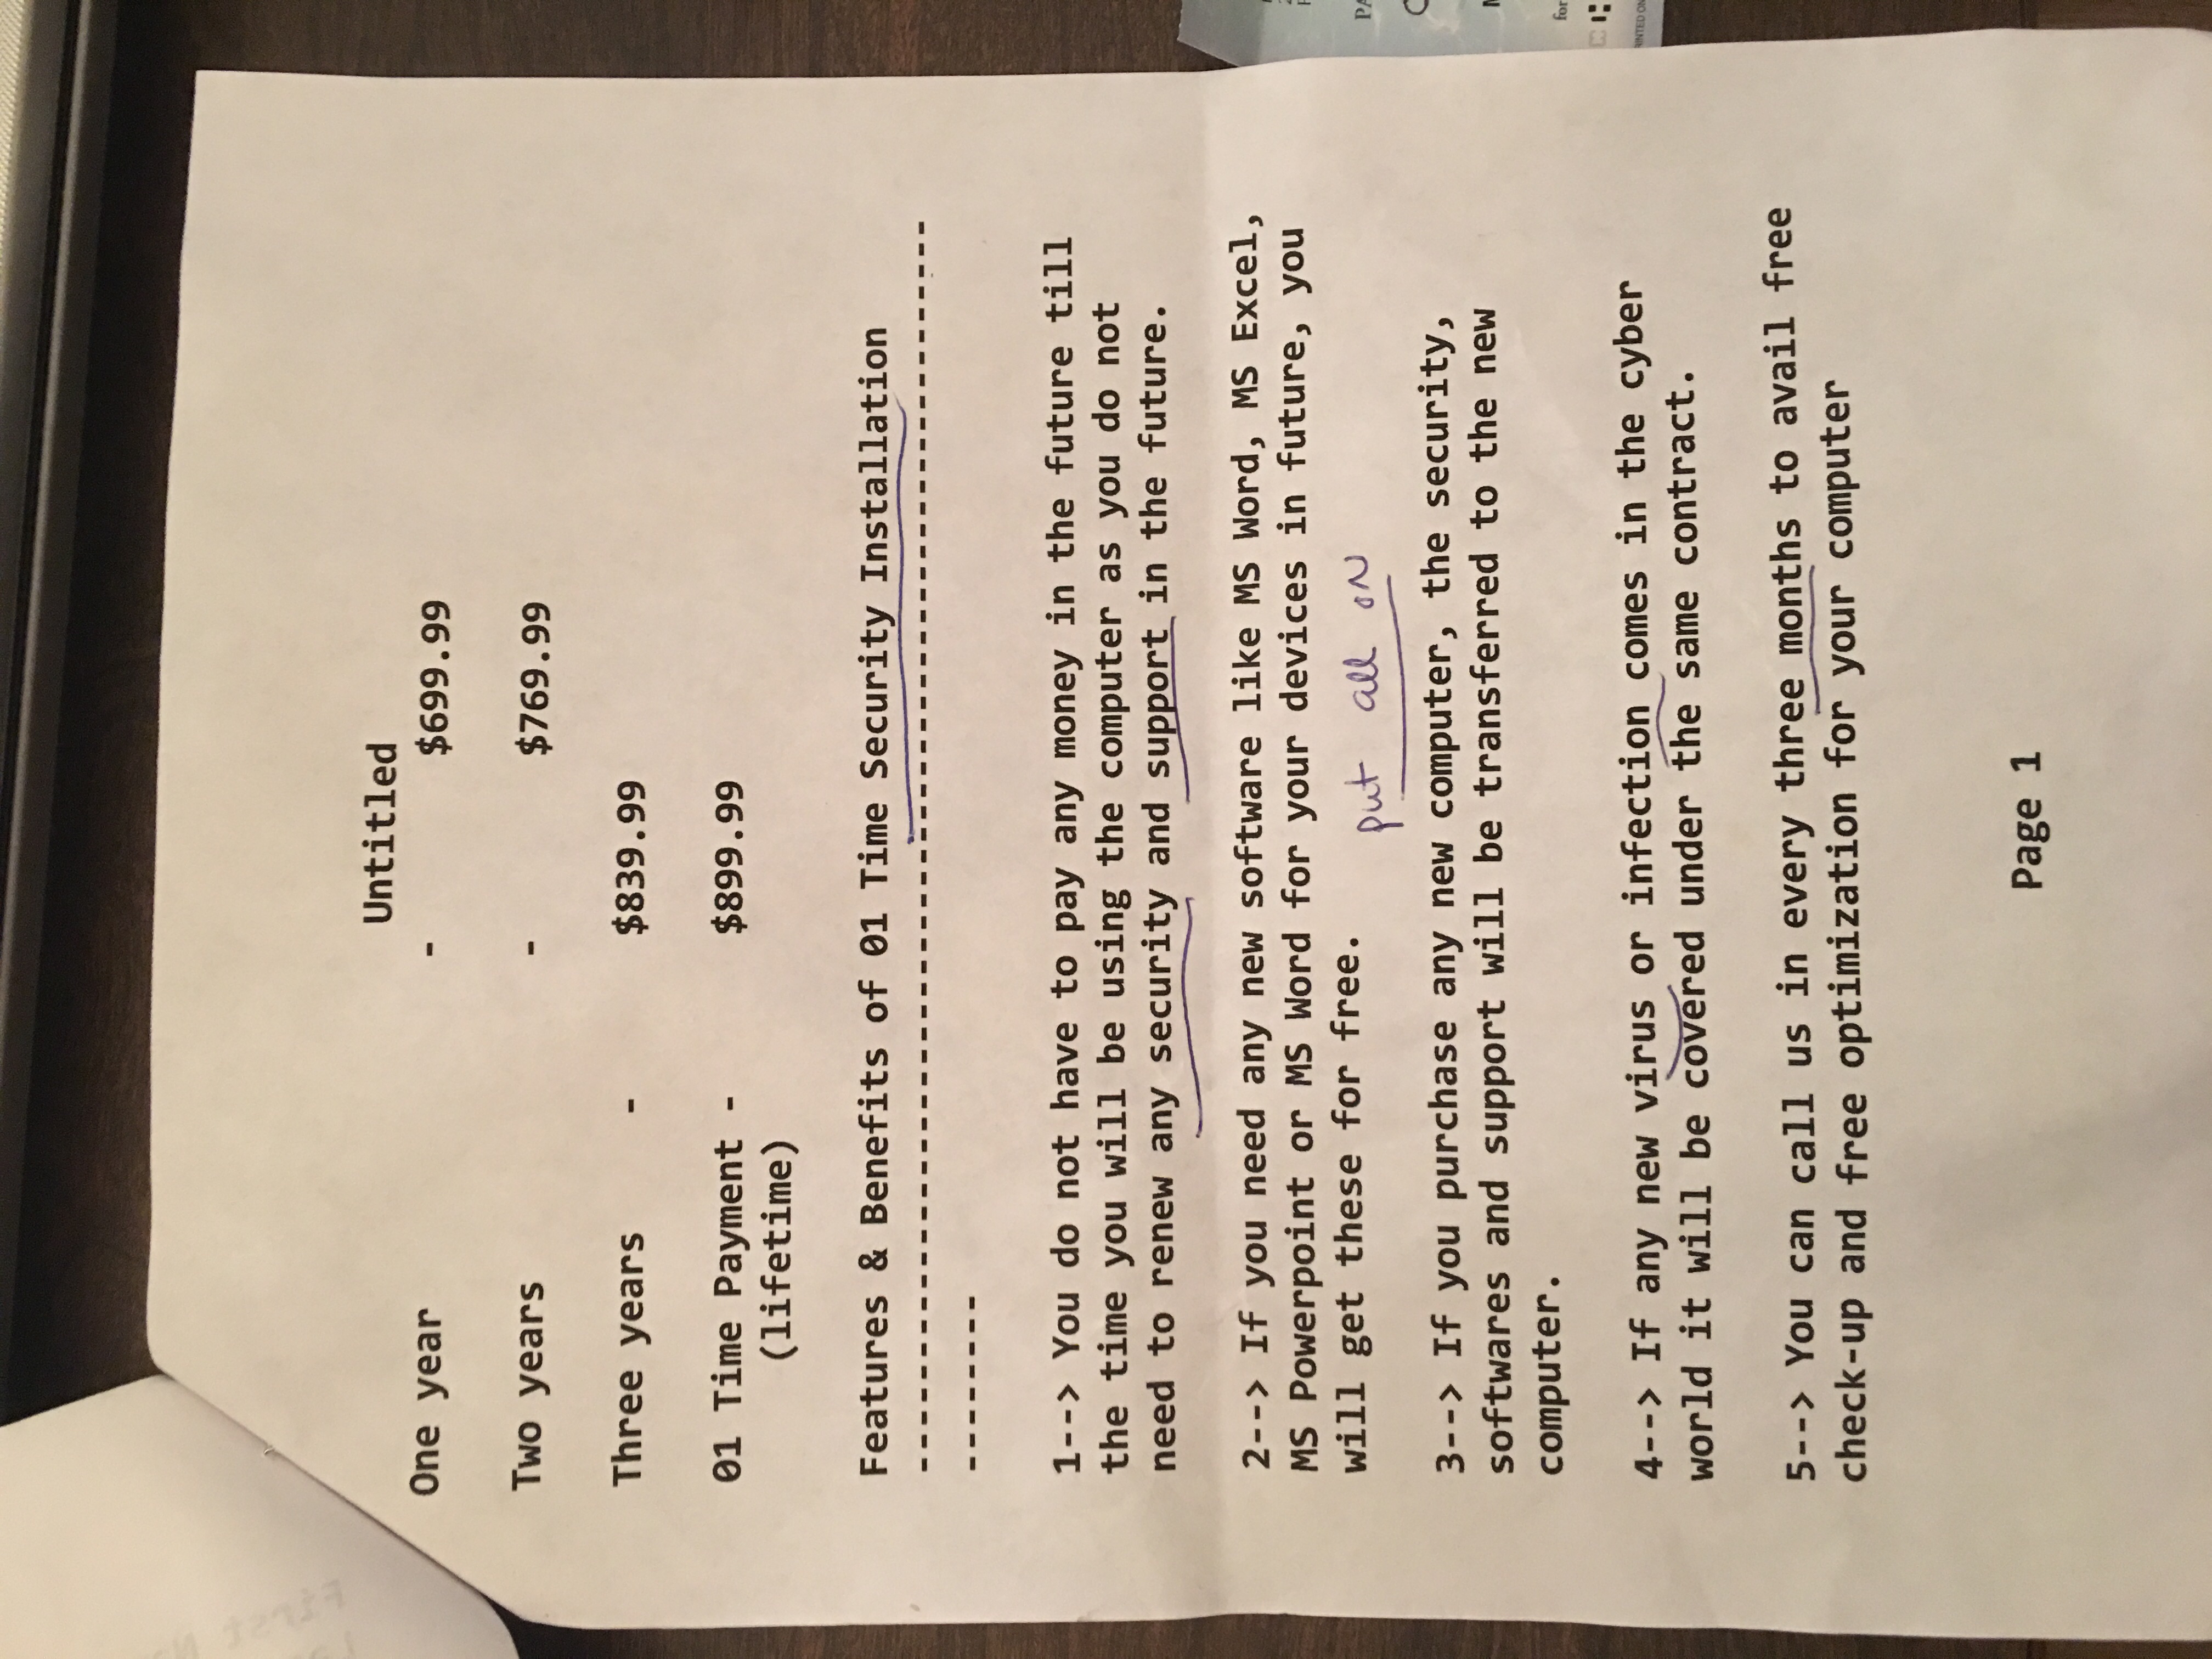 Untitled
One year - $699.99
Two years - $769.99
Three years - $839.99
01 Time Payment - $899.99
(lifetime)
Features & Benefits of 01 Time Security Installation
--------------------------------------------------------
--------
1--> You do not have to pay any money in the future till
the time you will be using the computer as you do not
need to renew any security and support in the future.
2--> If you need any new software like MS Word, MS Excel,
MS Powerpoint or MS Word for your devices in future, you
will get these for free.
put all on
3--> If you purchase any new computer, the security,
softwares and support will be transferred to the new
computer.
4--> If any new virus or infection comes in the cyber
world it will be covered under the same contract.
5--> You can call us in every three months to avail free
check-up and free optimization for your computer
Page 1
for
First